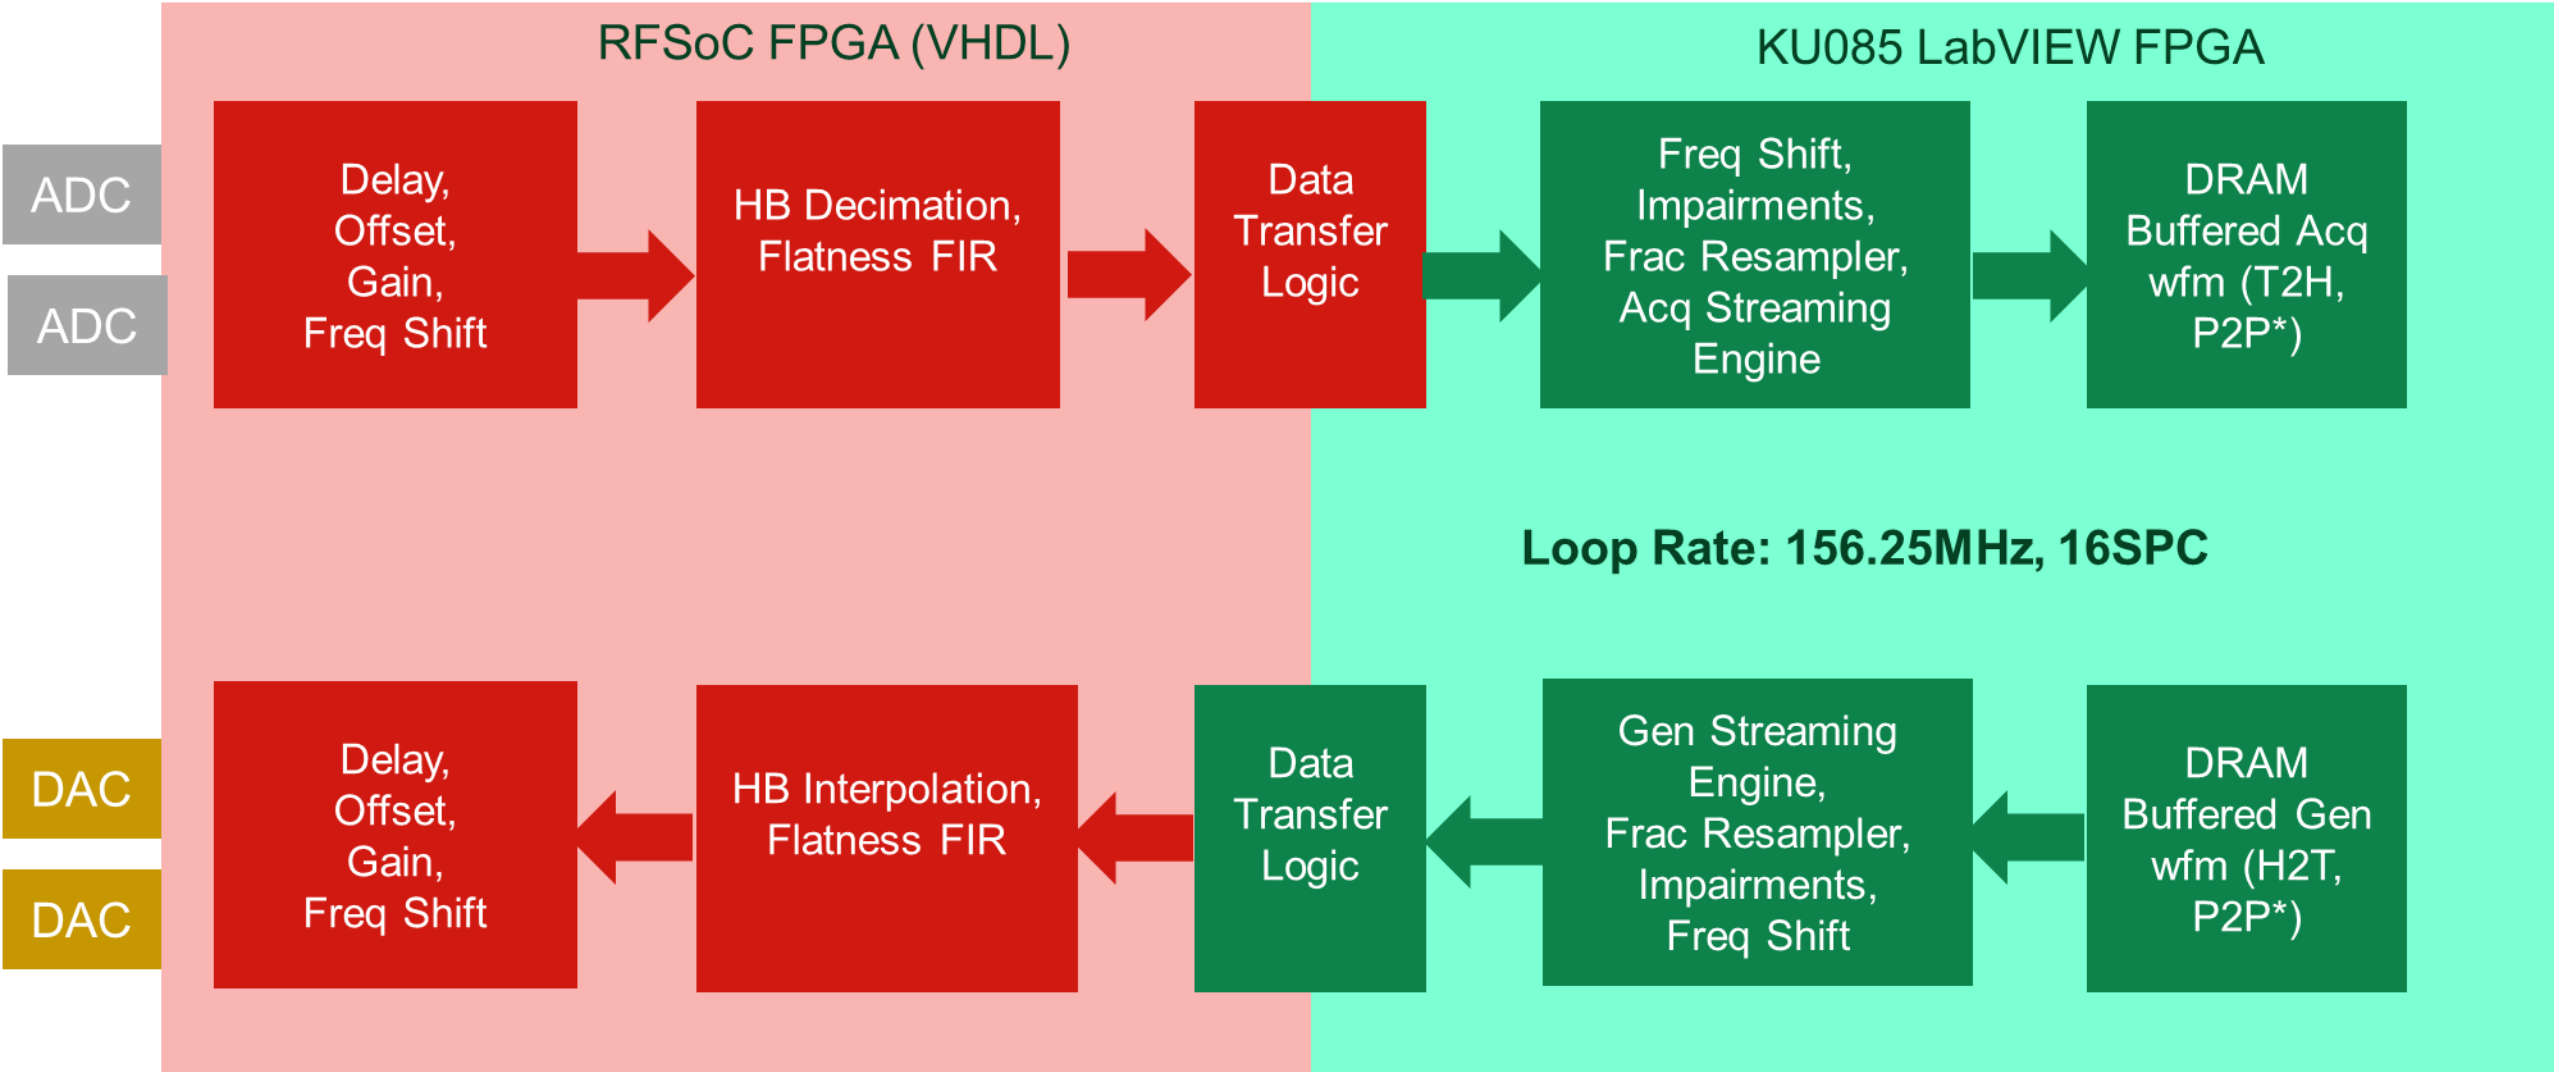 RFSoC FPGA (VHDL)
KU085 LabVIEW FPGA
ADC
ADC
Delay,
Offset,
Gain,
Freq Shift
HB Decimation,
Flatness FIR
Data
Transfer
Logic
Freq Shift,
Impairments,
Frac Resampler,
Acq Streaming
Engine
DRAM
Buffered Acq
wfm (T2H,
P2P*)
Loop Rate: 156.25MHz, 16SPC
DAC
DAC
Delay,
Offset,
Gain,
Freq Shift
HB Interpolation,
Flatness FIR
Data
Transfer
Logic
Gen Streaming
Engine,
Frac Resampler,
Impairments,
Freq Shift
DRAM
Buffered Gen
wfm (H2T,
P2P*)